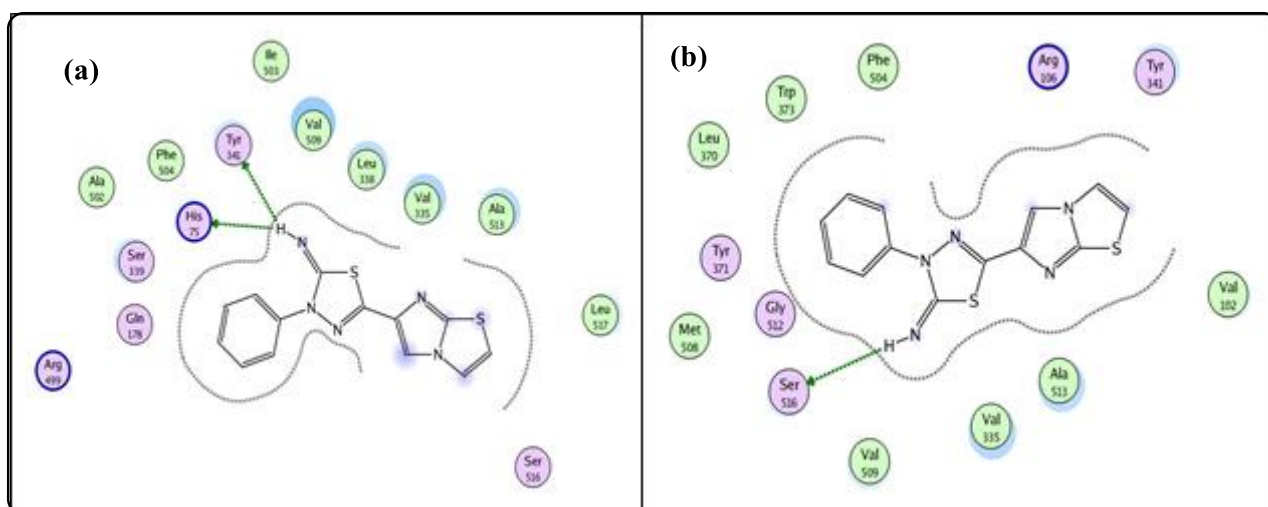 (a)
Ile
503
Val
509
Tyr
341
Leu
338
Phe
504
Ala
502
Val
335
Ala
513
His
75
Ser
339
Gln
178
Arg
499
Leu
517
Ser
516
H
N
S
N
N
N
S
N
(b)
Phe
504
Arg
106
Tyr
341
Trp
373
Leu
370
Tyr
371
Gly
512
Met
508
Ser
516
Val
509
Val
335
Ala
513
Val
102
N
N
N
S
N
S
N
H